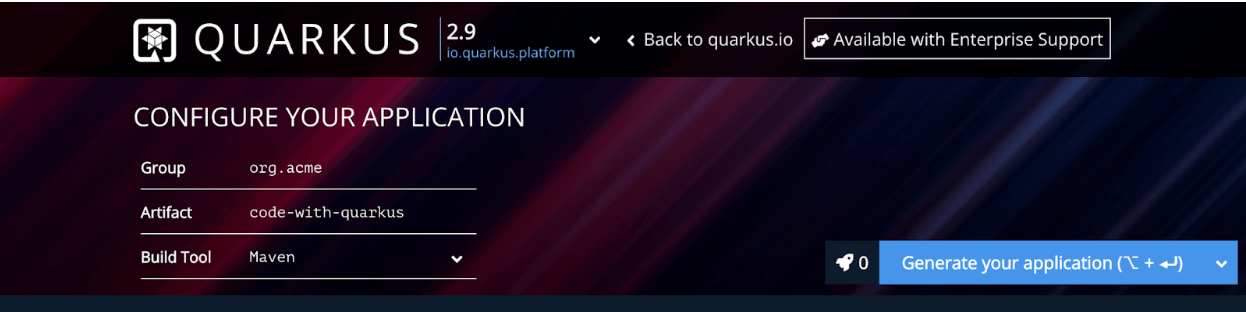 QUARKUS 2.9 Back to quarkus.io Available with Enterprise Support
io.quarkus.platform
CONFIGURE YOUR APPLICATION
Group org.acme
Artifact code-with-quarkus
Build Tool Maven
0 Generate your application (⌥ + ↵)